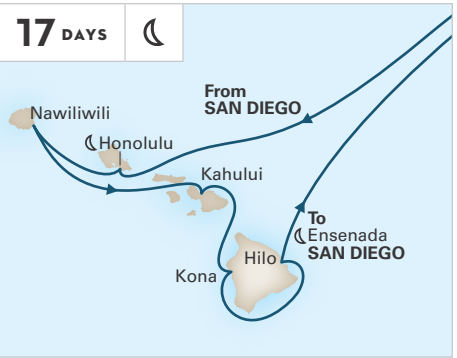 17 DAYS
From
SAN DIEGO
Nawiliwili
Honolulu
Kahului
To
Ensenada
SAN DIEGO
Hilo
Kona